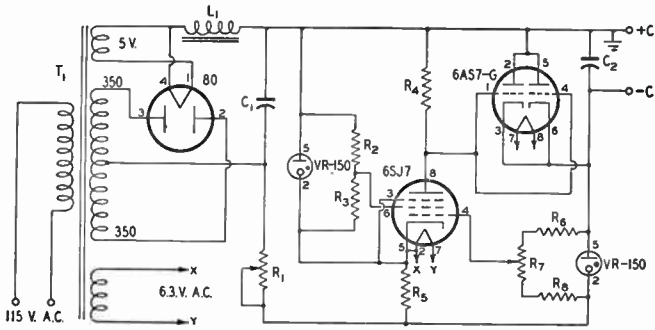 L₁
+C
5 V.
4 1 80
2 5
6AS7-G
C₂
T₁
1 4
-C
350
3 2
C₁
R₄
3 7 8 6
5
VR-150
2
R₂
R₃
6SJ7
8
3
6
4
5 2 7
X Y
R₆
R₇
R₈
5
VR-150
2
350
R₁
R₅
X
6.3.V. A.C.
Y
115 V. A.C.